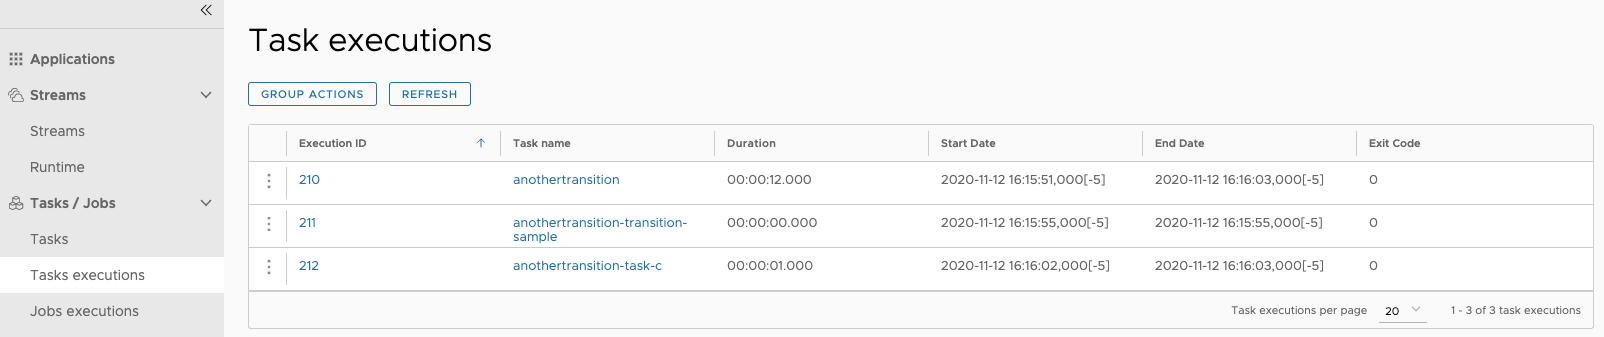 Applications
Streams
Streams
Runtime
Tasks / Jobs
Tasks
Tasks executions
Jobs executions
Task executions
GROUP ACTIONS REFRESH
Execution ID Task name Duration Start Date End Date Exit Code
210 anothertransition 00:00:12.000 2020-11-12 16:15:51,000[-5] 2020-11-12 16:16:03,000[-5] 0
211 anothertransition-transition- 00:00:00.000 2020-11-12 16:15:55,000[-5] 2020-11-12 16:15:55,000[-5] 0
sample
212 anothertransition-task-c 00:00:01.000 2020-11-12 16:16:02,000[-5] 2020-11-12 16:16:03,000[-5] 0
Task executions per page 20 1 - 3 of 3 task executions